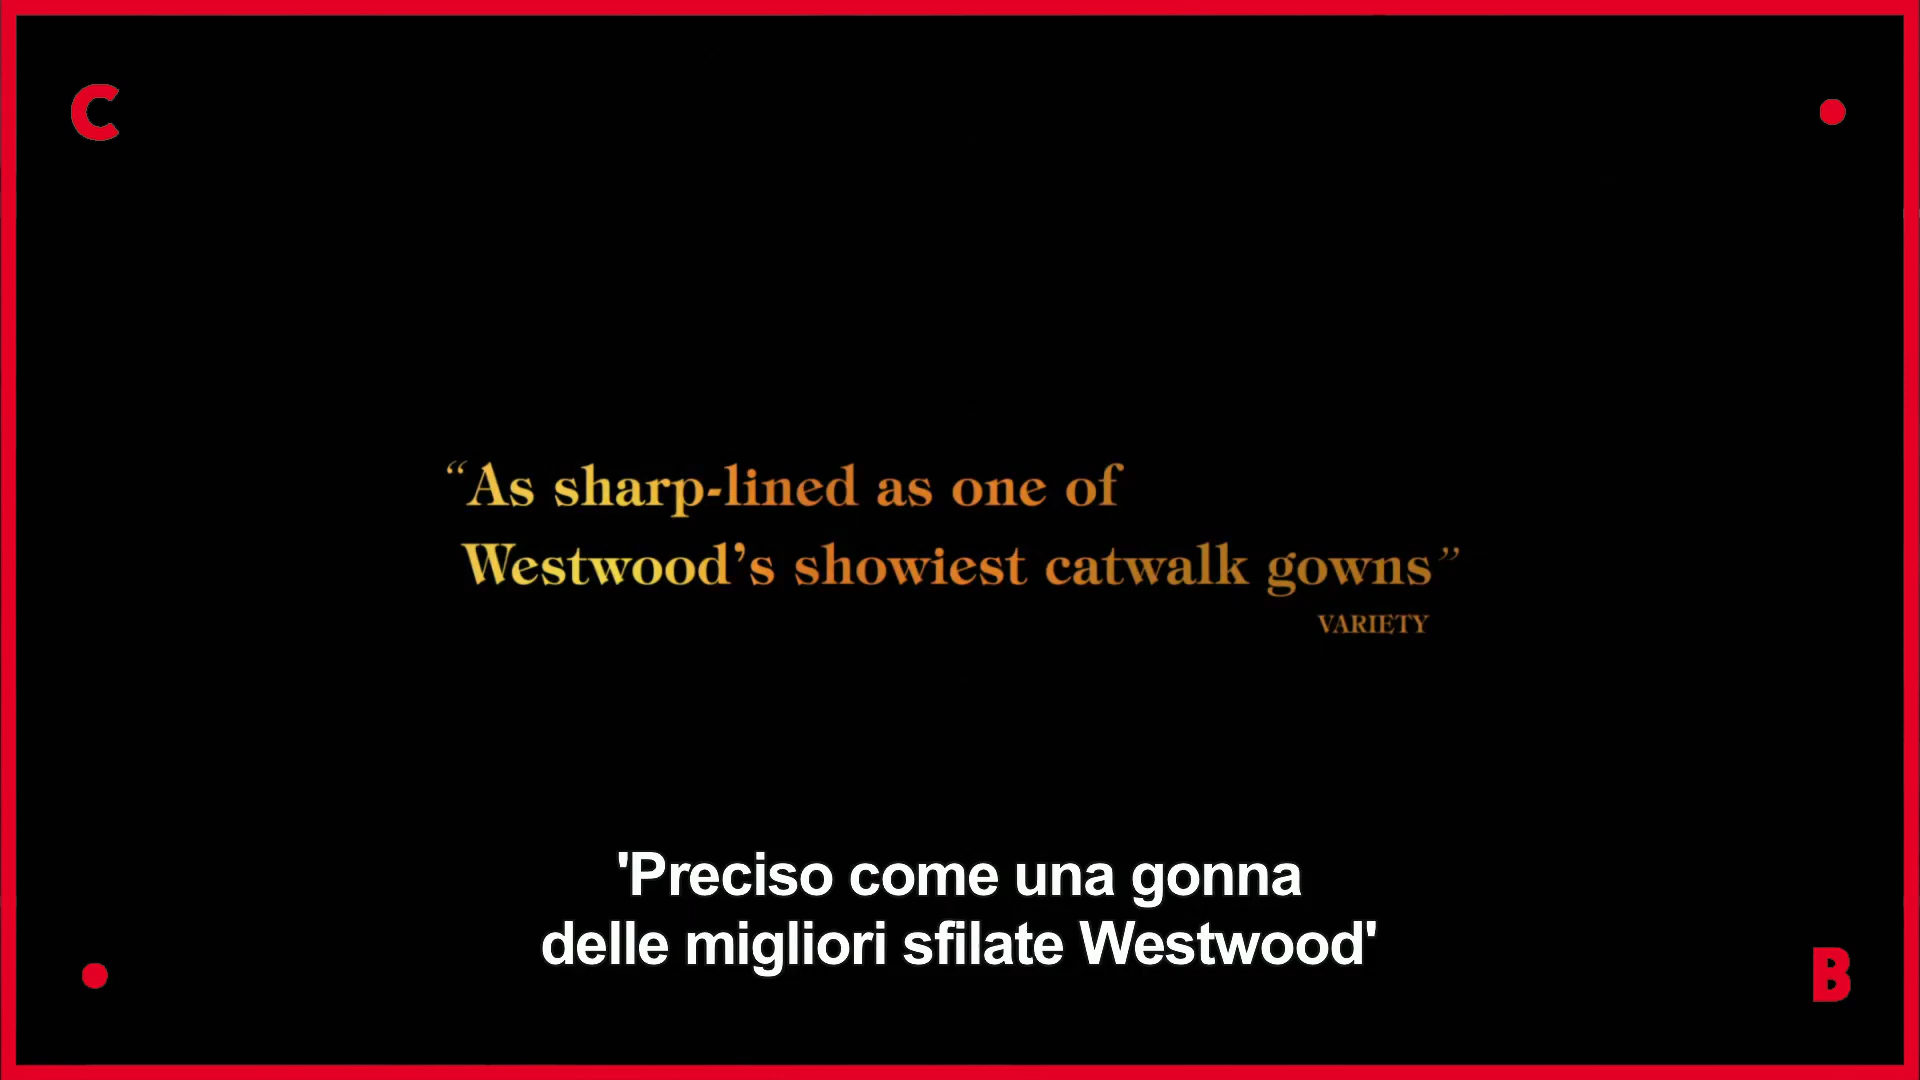 C
“As sharp-lined as one of
Westwood’s showiest catwalk gowns”
VARIETY
'Preciso come una gonna
delle migliori sfilate Westwood'
B